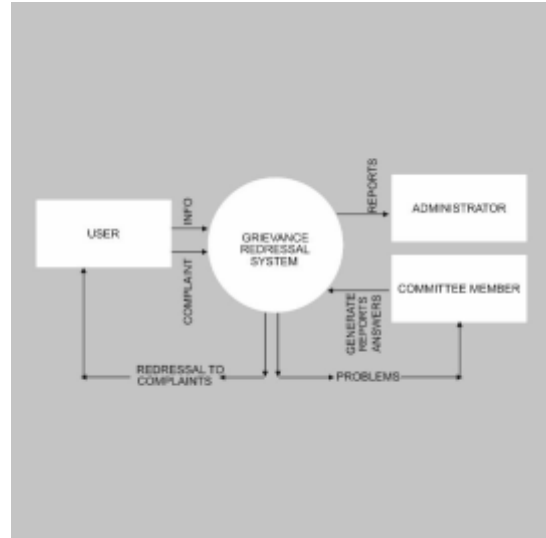 USER
INFO
COMPLAINT
GRIEVANCE
REDRESSAL
SYSTEM
REPORTS
ADMINISTRATOR
COMMITTEE MEMBER
GENERATE
REPORTS
ANSWERS
REDRESSAL TO
COMPLAINTS
PROBLEMS